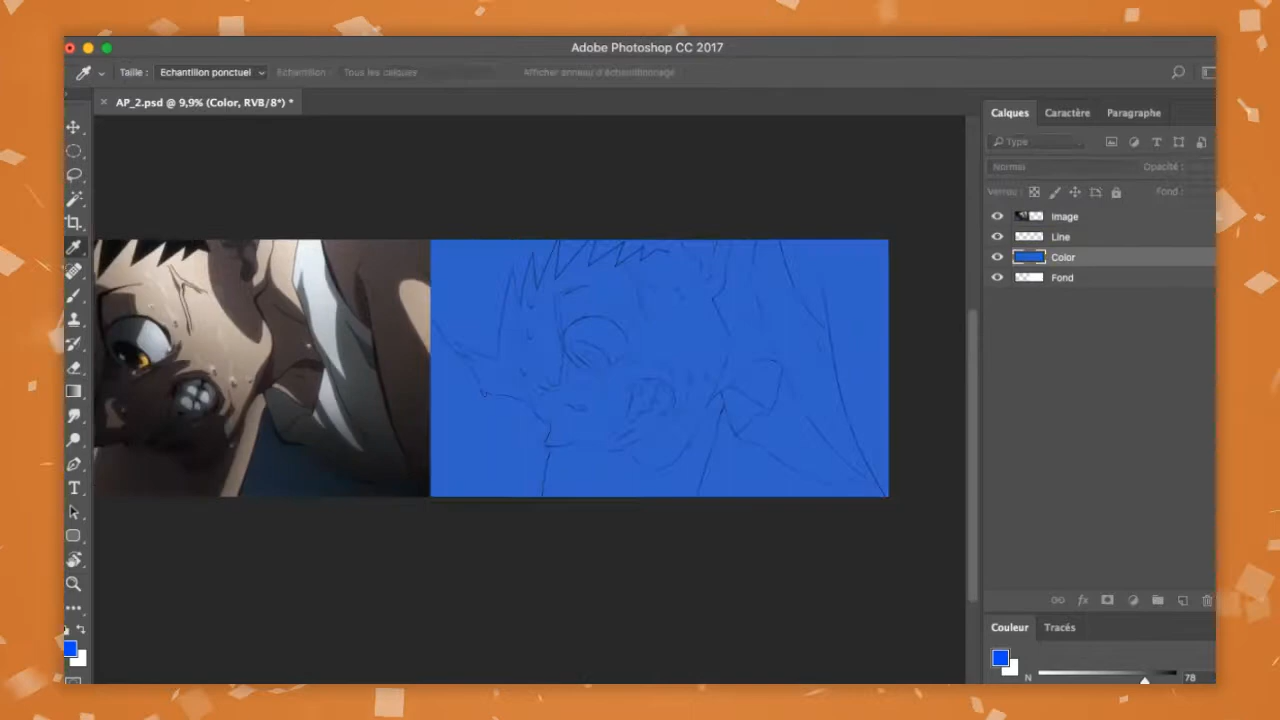 Adobe Photoshop CC 2017
Taille : Echantillon ponctuel Echantillon : Tous les calques Afficher anneau d'échantillonnage
× AP_2.psd @ 9,9% (Color, RVB/8*) *
Calques Caractère Paragraphe
Type
Normal Opacité :
Verrou : Fond :
Image
Line
Color
Fond
fx
Couleur Tracés
N 78